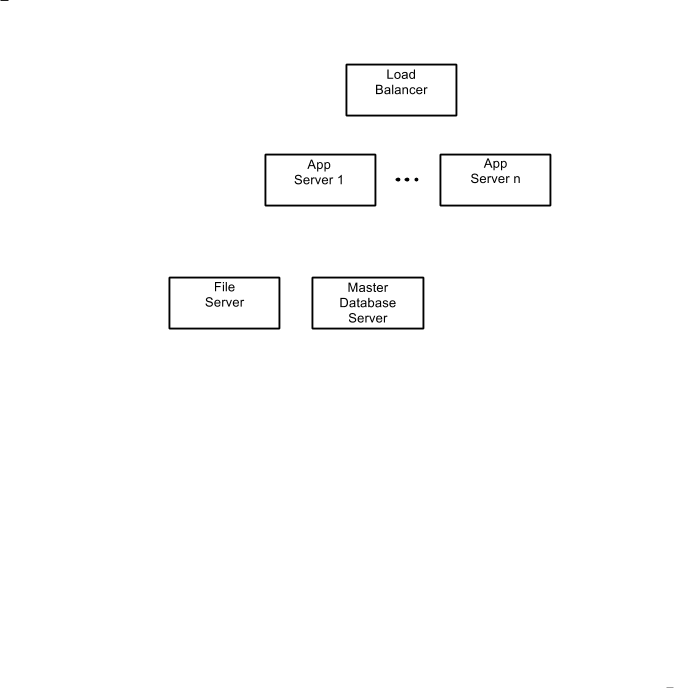 Load
Balancer
App
Server 1
App
Server n
File
Server
Master
Database
Server